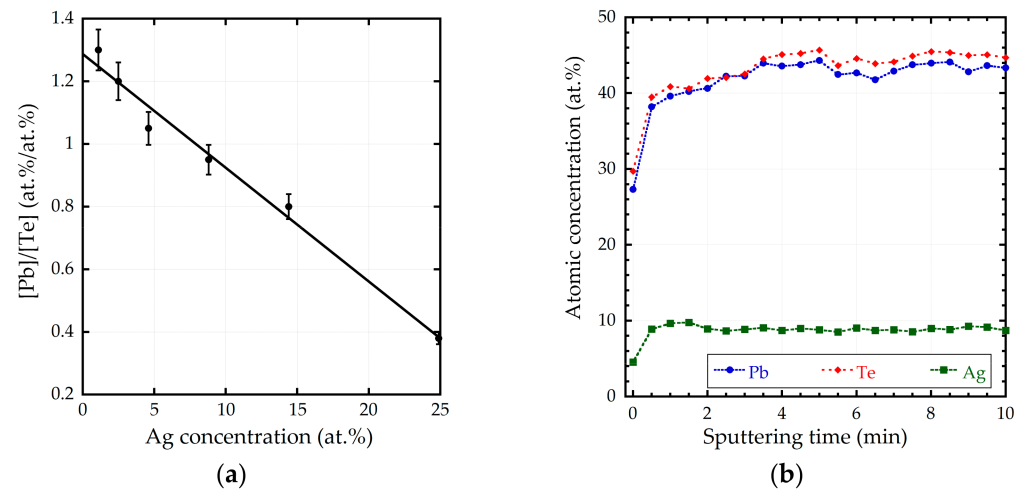 1.4
1.2
1
0.8
0.6
0.4
0.2
[Pb]/[Te] (at.%/at.%)
0 5 10 15 20 25
Ag concentration (at.%)
(a)
50
40
30
20
10
0
Atomic concentration (at.%)
Pb Te Ag
0 2 4 6 8 10
Sputtering time (min)
(b)